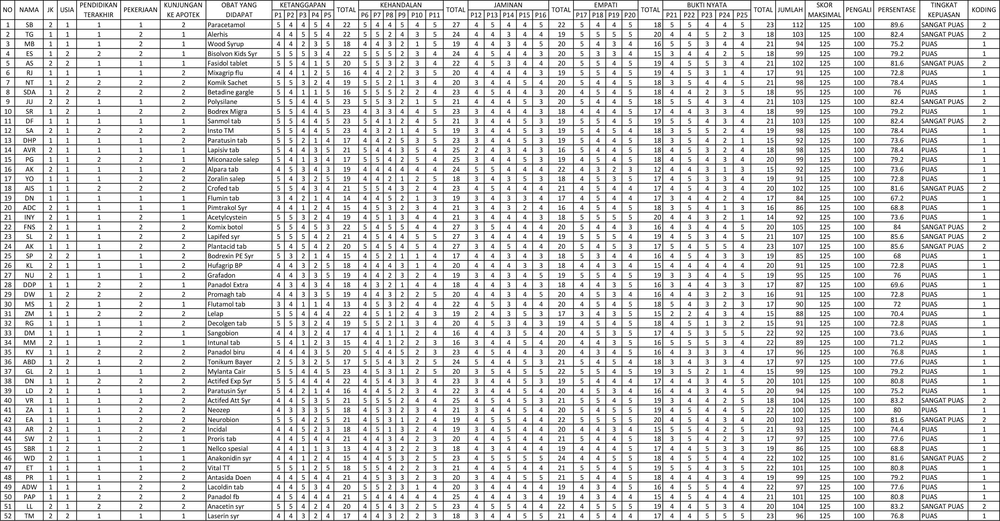 NO NAMA JK USIA PENDIDIKAN TERAKHIR PEKERJAAN KUNJUNGAN KE APOTEK OBAT YANG DIDAPAT KETANGGAPAN TOTAL KEHANDALAN TOTAL JAMINAN TOTAL EMPATI TOTAL BUKTI NYATA TOTAL JUMLAH SKOR MAKSIMAL PENGALI PERSENTASE TINGKAT KEPUASAN KODING
P1 P2 P3 P4 P5 P6 P7 P8 P9 P10 P11 P12 P13 P14 P15 P16 P17 P18 P19 P20 P21 P22 P23 P24 P25
1 SB 2 1 1 1 2 Paracetamol 5 4 4 5 4 22 5 4 4 5 4 5 27 4 5 4 4 5 22 5 4 4 5 18 5 5 4 4 5 23 112 125 100 89.6 SANGAT PUAS 2
2 TG 1 1 1 2 1 Alerhis 4 4 5 5 4 22 5 5 2 4 3 5 24 4 4 3 4 4 19 5 5 5 5 20 4 4 5 2 3 18 103 125 100 82.4 SANGAT PUAS 2
3 MB 1 1 1 2 1 Wood Syrup 4 4 2 3 5 18 4 4 3 2 1 5 19 4 4 3 4 5 20 5 4 3 4 16 5 5 3 4 4 21 94 125 100 75.2 PUAS 1
4 ES 1 2 2 2 1 Bisolvon Kids Syr 5 5 5 3 4 22 5 5 5 2 3 4 24 4 5 4 4 3 20 5 3 3 4 15 3 4 4 2 5 18 99 125 100 79.2 PUAS 1
5 AS 2 2 1 1 1 Fasidol tablet 5 5 4 1 5 20 5 5 3 2 3 4 22 4 5 3 4 4 20 5 5 4 5 19 4 5 5 3 4 21 102 125 100 81.6 SANGAT PUAS 2
6 RJ 1 1 1 1 2 Mixagrip flu 4 4 1 2 5 16 4 4 2 2 3 5 20 4 4 4 4 3 19 5 5 4 5 19 4 5 3 1 4 17 91 125 100 72.8 PUAS 1
7 NT 1 2 2 2 2 Komik Sachet 5 5 3 2 4 19 5 5 2 1 3 4 20 3 4 4 5 4 20 5 4 4 5 18 3 5 4 4 5 21 98 125 100 78.4 PUAS 1
8 SDA 1 2 2 2 2 Betadine gargle 5 4 1 1 5 16 5 5 5 2 2 4 23 4 5 4 4 3 20 4 5 4 5 18 4 4 2 3 5 18 95 125 100 76 PUAS 1
9 JU 2 2 1 1 2 Polysilane 5 5 4 4 5 23 5 5 3 2 1 5 21 4 4 4 5 3 20 5 4 4 5 18 5 5 4 3 4 21 103 125 100 82.4 SANGAT PUAS 2
10 SR 1 2 1 2 2 Bodrex Migra 5 5 4 4 5 23 4 3 3 4 4 5 23 3 4 4 4 3 18 4 4 4 5 17 4 4 3 3 4 18 99 125 100 79.2 PUAS 1
11 DF 1 1 1 1 1 Sanmol tab 5 5 4 4 5 23 5 4 1 2 4 5 21 3 4 4 5 3 19 5 5 4 5 19 5 5 4 3 4 21 103 125 100 82.4 SANGAT PUAS 2
12 SA 2 1 2 2 2 Insto TM 5 5 4 4 5 23 4 3 2 1 4 5 19 3 4 4 5 3 19 5 4 5 4 18 3 5 5 2 4 19 98 125 100 78.4 PUAS 1
13 DHP 1 1 1 1 2 Paratusin tab 5 5 2 1 4 17 4 4 2 5 3 5 23 3 4 4 5 3 19 5 4 4 5 18 3 5 4 2 1 15 92 125 100 73.6 PUAS 1
14 AVR 2 1 1 1 1 Lapisiv tab 5 4 4 3 5 21 5 4 4 3 5 4 25 2 4 3 4 3 16 5 4 4 5 18 4 5 3 2 4 18 98 125 100 78.4 PUAS 1
15 PG 1 1 2 2 1 Miconazole salep 5 4 1 3 4 17 5 5 4 2 5 4 25 3 4 4 5 3 19 4 5 4 5 18 4 5 4 3 4 20 99 125 100 79.2 PUAS 1
16 AK 2 1 1 1 2 Alpara tab 4 5 3 4 3 19 4 4 4 4 4 4 24 5 5 4 4 4 22 4 3 2 3 12 4 4 3 1 3 15 92 125 100 73.6 PUAS 1
17 YO 1 1 1 2 2 Zoralin salep 5 4 3 2 5 19 4 4 2 1 2 5 18 3 4 3 5 3 18 4 5 3 5 17 4 5 3 3 4 19 91 125 100 72.8 PUAS 1
18 AIS 1 1 2 2 2 Crofed tab 5 5 4 3 4 21 5 5 4 3 2 4 23 4 5 4 4 4 21 4 5 4 4 17 4 5 4 3 4 20 102 125 100 81.6 SANGAT PUAS 2
19 DN 1 1 1 1 1 Flumin tab 3 4 2 1 4 14 4 4 5 2 1 3 19 3 4 3 3 4 17 4 5 4 4 17 3 4 4 2 4 17 84 125 100 67.2 PUAS 1
20 ADC 2 1 1 1 1 Pimtrakol Syr 4 4 1 2 4 15 4 5 3 2 3 4 21 3 4 3 2 4 16 4 5 4 5 18 3 5 4 1 3 16 86 125 100 68.8 PUAS 1
21 INY 2 1 1 2 1 Acetylcystein 5 5 3 2 4 19 4 5 1 3 4 4 21 3 4 4 4 3 18 5 5 5 5 20 4 4 3 2 1 14 92 125 100 73.6 PUAS 1
22 FNS 2 1 1 2 2 Komix botol 5 5 4 5 3 22 5 4 5 5 4 4 27 3 5 4 4 4 20 5 4 4 3 16 4 3 4 4 5 20 105 125 100 84 SANGAT PUAS 2
23 SL 2 1 1 2 2 Lapifed syr 5 5 5 4 2 21 4 5 4 4 5 5 27 3 4 4 4 4 19 5 5 5 4 19 4 5 3 4 5 21 107 125 100 85.6 SANGAT PUAS 2
24 AK 1 1 1 2 2 Plantacid tab 5 4 5 4 2 20 5 4 5 4 5 4 27 3 4 5 4 4 20 5 4 5 3 17 5 4 5 5 4 23 107 125 100 85.6 SANGAT PUAS 2
25 SP 2 2 1 1 2 Bodrexin PE Syr 5 3 2 1 4 15 4 5 2 1 1 4 17 4 4 3 4 3 18 5 3 4 4 16 4 5 4 3 3 19 85 125 100 68 PUAS 1
26 KL 2 1 1 1 2 Hufagrip BP 4 4 3 2 5 18 4 4 4 3 1 4 20 4 4 4 3 3 18 4 4 3 4 15 4 4 4 4 4 20 91 125 100 72.8 PUAS 1
27 NU 2 1 1 1 2 Grafadon 4 4 3 3 5 19 4 4 2 3 2 4 19 3 4 3 4 5 19 5 5 4 5 19 3 3 4 4 5 19 95 125 100 76 PUAS 1
28 DDP 1 1 2 2 1 Panadol Extra 4 3 4 3 4 18 4 3 2 1 4 4 18 4 4 3 4 3 18 4 4 3 5 16 3 4 4 3 3 17 87 125 100 69.6 PUAS 1
29 DW 1 2 2 2 2 Promagh tab 4 4 3 3 5 19 4 4 3 2 2 5 20 4 4 3 4 5 20 4 5 3 4 16 4 4 3 2 3 16 91 125 100 72.8 PUAS 1
30 MS 1 2 1 2 1 Flutamol tab 3 4 1 1 4 13 4 5 3 2 4 4 22 4 5 3 4 4 20 4 5 4 5 18 5 4 3 2 3 17 90 125 100 72 PUAS 1
31 ZM 1 1 2 2 2 Lelap 5 5 4 4 4 22 4 5 1 2 4 3 19 2 4 3 5 3 17 3 4 3 5 15 2 2 4 3 4 15 88 125 100 70.4 PUAS 1
32 RG 1 1 1 1 2 Decolgen tab 5 5 3 2 4 19 5 5 2 1 3 4 20 4 5 3 4 3 19 4 5 4 5 18 4 5 1 3 2 15 91 125 100 72.8 PUAS 1
33 DM 1 1 1 2 1 Sangobion 4 4 3 2 4 17 4 4 1 1 2 4 16 4 4 3 5 4 20 4 5 3 5 17 4 5 3 5 5 22 92 125 100 73.6 PUAS 1
34 MM 2 1 1 2 1 Intunal tab 5 4 1 2 3 15 4 4 1 2 2 3 16 3 4 4 5 4 20 4 4 3 5 16 5 5 5 3 4 22 89 125 100 71.2 PUAS 1
35 KV 1 1 2 2 2 Panadol biru 4 4 4 3 5 20 5 4 4 5 2 3 23 4 5 4 4 3 20 4 3 4 5 16 4 3 3 3 4 17 96 125 100 76.8 PUAS 1
36 ABD 1 2 1 2 2 Tonikum Bayer 2 5 3 2 5 17 5 5 4 3 2 5 24 5 4 4 5 3 21 5 4 5 4 18 3 4 3 3 4 17 97 125 100 77.6 PUAS 1
37 GL 2 1 1 1 2 Mylanta Cair 5 5 4 4 5 23 4 5 3 1 2 5 20 3 5 4 5 5 22 5 5 4 5 19 3 5 2 1 4 15 99 125 100 79.2 PUAS 1
38 DN 1 1 2 2 2 Actifed Exp Syr 5 5 4 4 4 22 4 5 4 3 3 4 23 3 4 4 5 3 19 5 4 4 4 17 4 4 3 4 5 20 101 125 100 80.8 PUAS 1
39 LD 2 1 1 1 2 Paratusin Syr 5 4 2 1 4 16 4 4 5 2 3 4 22 3 4 4 5 4 20 4 5 3 4 16 4 4 3 4 5 20 94 125 100 75.2 PUAS 1
40 VR 1 1 1 2 2 Actifed Att Syr 4 4 5 3 5 21 5 5 5 2 4 4 25 4 5 4 5 3 21 5 5 4 5 19 3 4 4 2 5 18 104 125 100 83.2 SANGAT PUAS 2
41 ZA 1 1 1 2 2 Neozep 4 3 3 3 5 18 4 5 3 2 3 4 21 3 4 4 5 4 20 5 4 5 5 19 4 5 4 4 5 22 100 125 100 80 PUAS 1
42 EA 1 1 1 2 2 Neurobion 5 5 4 2 5 21 4 5 3 1 2 4 19 4 5 5 4 4 22 5 5 5 5 20 4 5 4 3 4 20 102 125 100 81.6 SANGAT PUAS 2
43 AR 2 1 1 2 2 Incidal 4 4 5 2 3 18 4 5 1 3 2 4 19 3 4 5 4 4 20 4 4 3 4 15 5 5 4 2 5 21 93 125 100 74.4 PUAS 1
44 SW 2 1 1 2 1 Proris tab 4 4 5 4 4 21 4 4 3 4 2 3 20 4 4 5 4 4 21 5 4 4 5 18 3 5 4 2 3 17 97 125 100 77.6 PUAS 1
45 SBR 1 2 1 2 1 Nellco spesial 4 4 1 1 3 13 4 4 3 2 2 3 18 4 3 4 4 4 19 4 4 4 5 17 4 4 5 3 3 19 86 125 100 68.8 PUAS 1
46 WD 2 1 1 1 1 Anakonidin syr 4 4 1 2 4 15 4 4 5 3 2 5 23 4 5 5 5 5 24 4 4 5 5 18 4 5 5 4 4 22 102 125 100 81.6 SANGAT PUAS 2
47 ET 1 1 1 1 2 Vital TT 5 5 1 2 5 18 5 5 4 2 2 3 21 4 4 5 4 4 21 5 5 4 5 19 5 5 4 3 5 22 101 125 100 80.8 PUAS 1
48 PR 1 1 1 2 2 Antasida Doen 4 4 5 4 4 21 4 5 3 3 2 3 20 3 4 4 5 5 21 5 4 4 5 18 4 4 4 3 4 19 99 125 100 79.2 PUAS 1
49 ADW 1 1 1 2 2 Lacoldin tab 4 4 5 3 4 20 5 5 2 3 1 4 20 3 4 4 4 4 19 4 3 4 5 16 4 5 5 4 4 22 97 125 100 77.6 PUAS 1
50 PAP 1 1 2 2 2 Panadol fb 4 5 4 4 4 21 5 4 4 4 4 4 25 4 4 4 3 4 19 4 3 4 4 15 4 5 4 4 4 21 101 125 100 80.8 PUAS 1
51 LL 2 1 2 2 2 Anacetin syr 5 5 4 2 4 20 4 5 4 3 2 5 23 4 5 5 4 4 22 4 5 5 5 19 4 4 5 3 4 20 104 125 100 83.2 SANGAT PUAS 2
52 TM 2 2 1 1 1 Laserin syr 4 4 3 2 4 17 4 4 3 2 2 3 18 3 4 4 5 5 21 4 5 4 4 17 4 4 5 5 5 23 96 125 100 76.8 PUAS 1